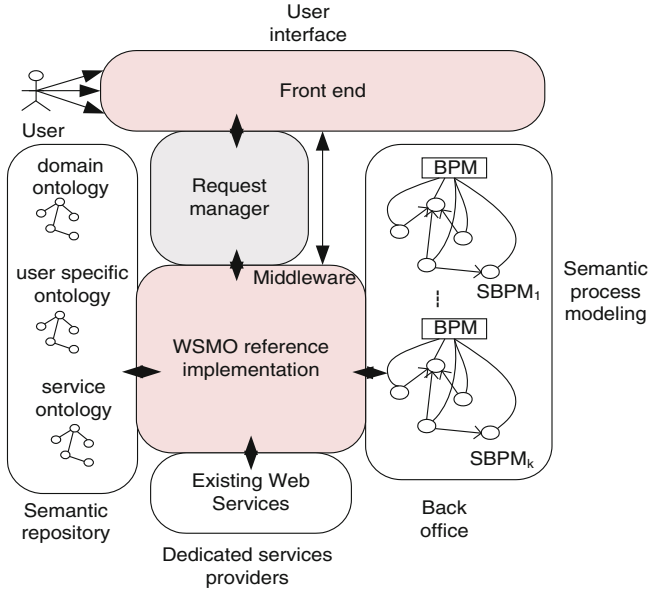 User
interface
Front end
User
domain
ontology
user specific
ontology
service
ontology
Semantic
repository
Request
manager
Middleware
WSMO reference
implementation
Existing Web
Services
Dedicated services
providers
BPM
SBPM₁
BPM
SBPMₖ
Back
office
Semantic
process
modeling